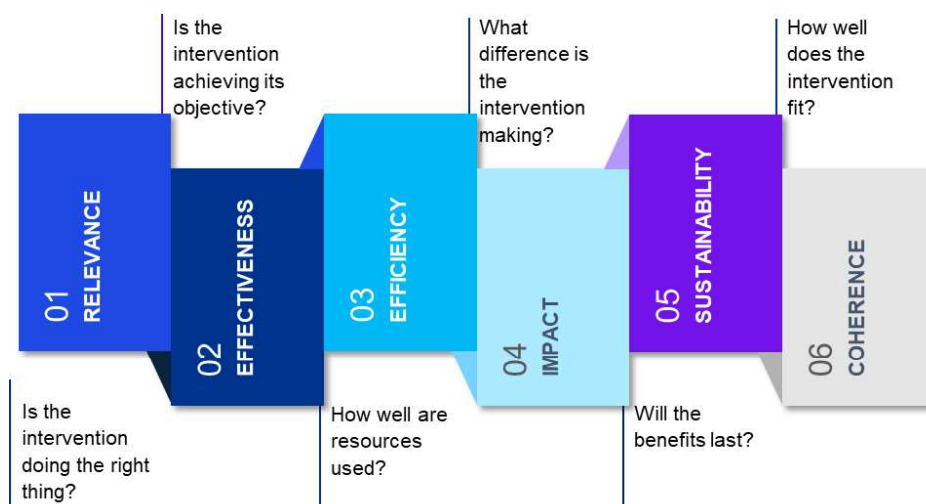 Is the
intervention
achieving its
objective?
What
difference is
the
intervention
making?
How well
does the
intervention
fit?
01
RELEVANCE
02
EFFECTIVENESS
03
EFFICIENCY
04
IMPACT
05
SUSTAINABILITY
06
COHERENCE
Is the
intervention
doing the right
thing?
How well are
resources
used?
Will the
benefits last?